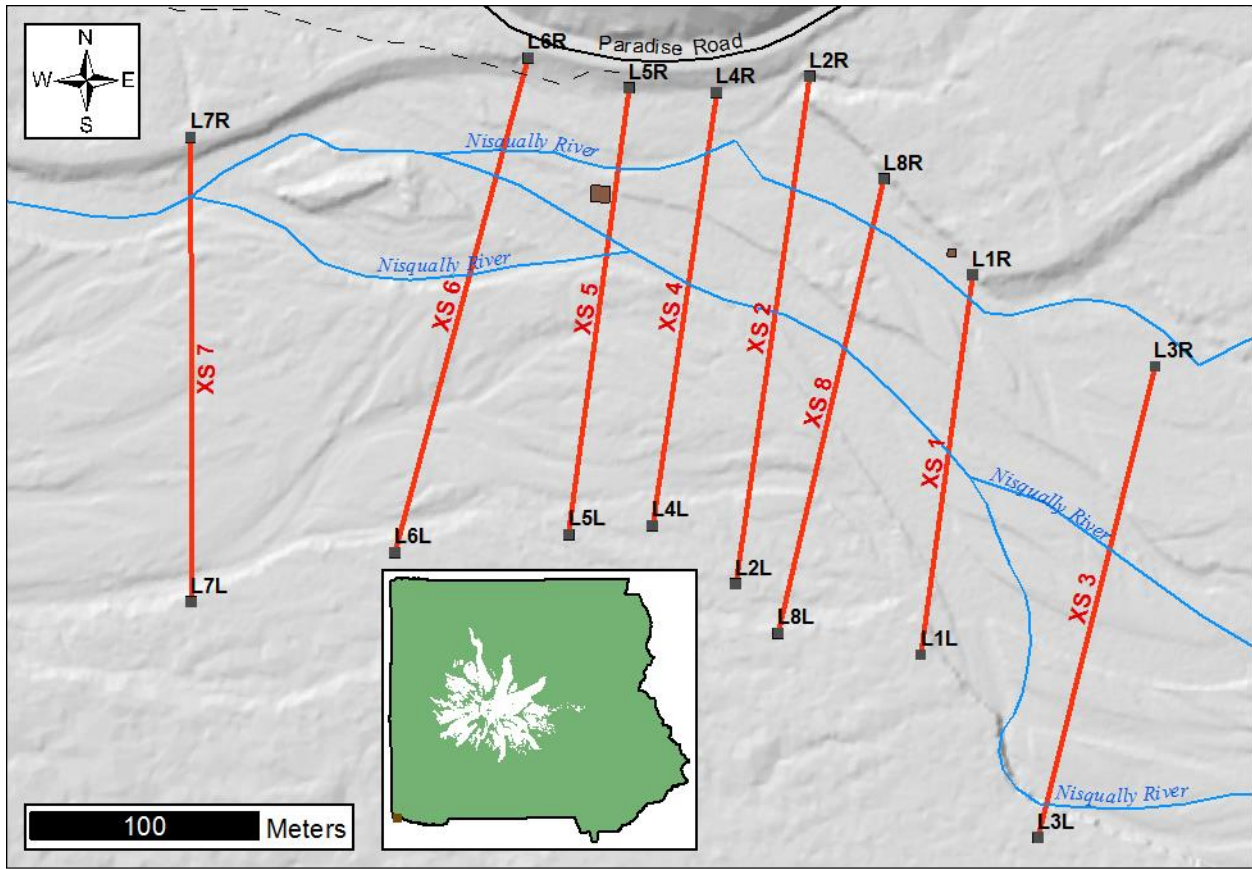 N
W E
S
Paradise Road
L6R
L5R
L4R
L2R
L7R
Nisqually River
L8R
Nisqually River
L1R
XS 6
XS 5
XS 4
XS 2
L3R
XS 7
XS 8
XS 1
Nisqually River
L6L
L5L
L4L
L2L
L7L
L8L
L1L
XS 3
Nisqually River
100 Meters
L3L